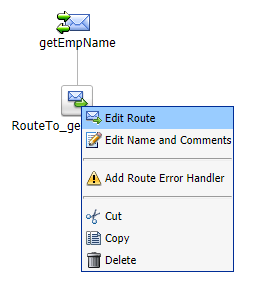 getEmpName
RouteTo_ge
Edit Route
Edit Name and Comments
Add Route Error Handler
Cut
Copy
Delete